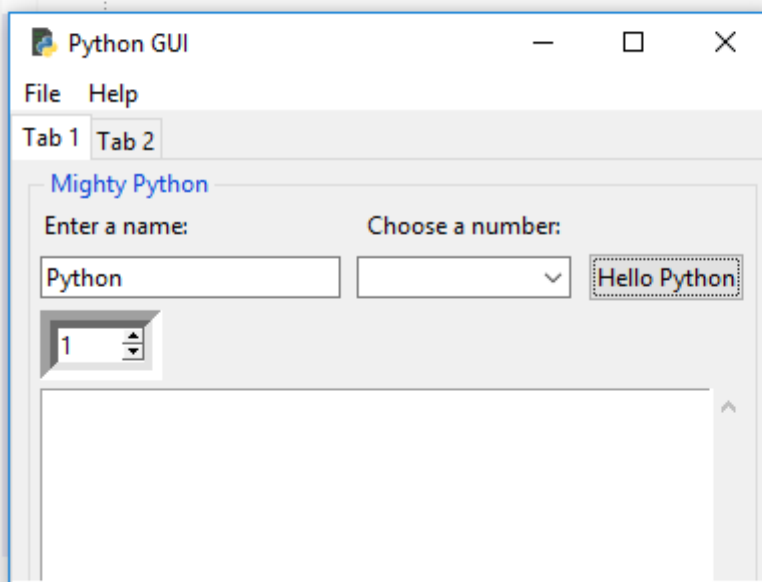 Python GUI
File Help
Tab 1 Tab 2
Mighty Python
Enter a name: Choose a number:
Python Hello Python
1